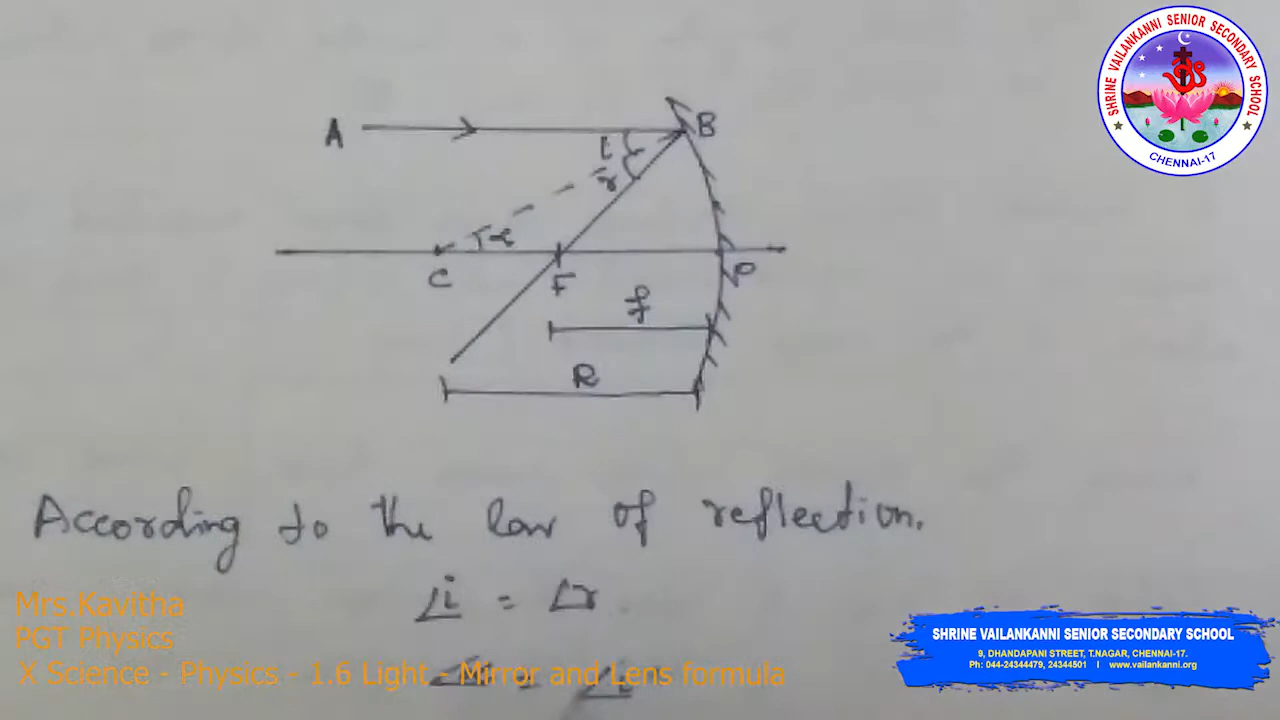 SHRINE VAILANKANNI SENIOR SECONDARY SCHOOL
CHENNAI-17
A
B
i
r
α
C
F
P
f
R
According to the law of reflection.
∠i = ∠r
Mrs.Kavitha
PGT Physics
X Science - Physics - 1.6 Light - Mirror and Lens formula
SHRINE VAILANKANNI SENIOR SECONDARY SCHOOL
9, DHANDAPANI STREET, T.NAGAR, CHENNAI-17.
Ph: 044-24344479, 24344501 | www.vailankanni.org